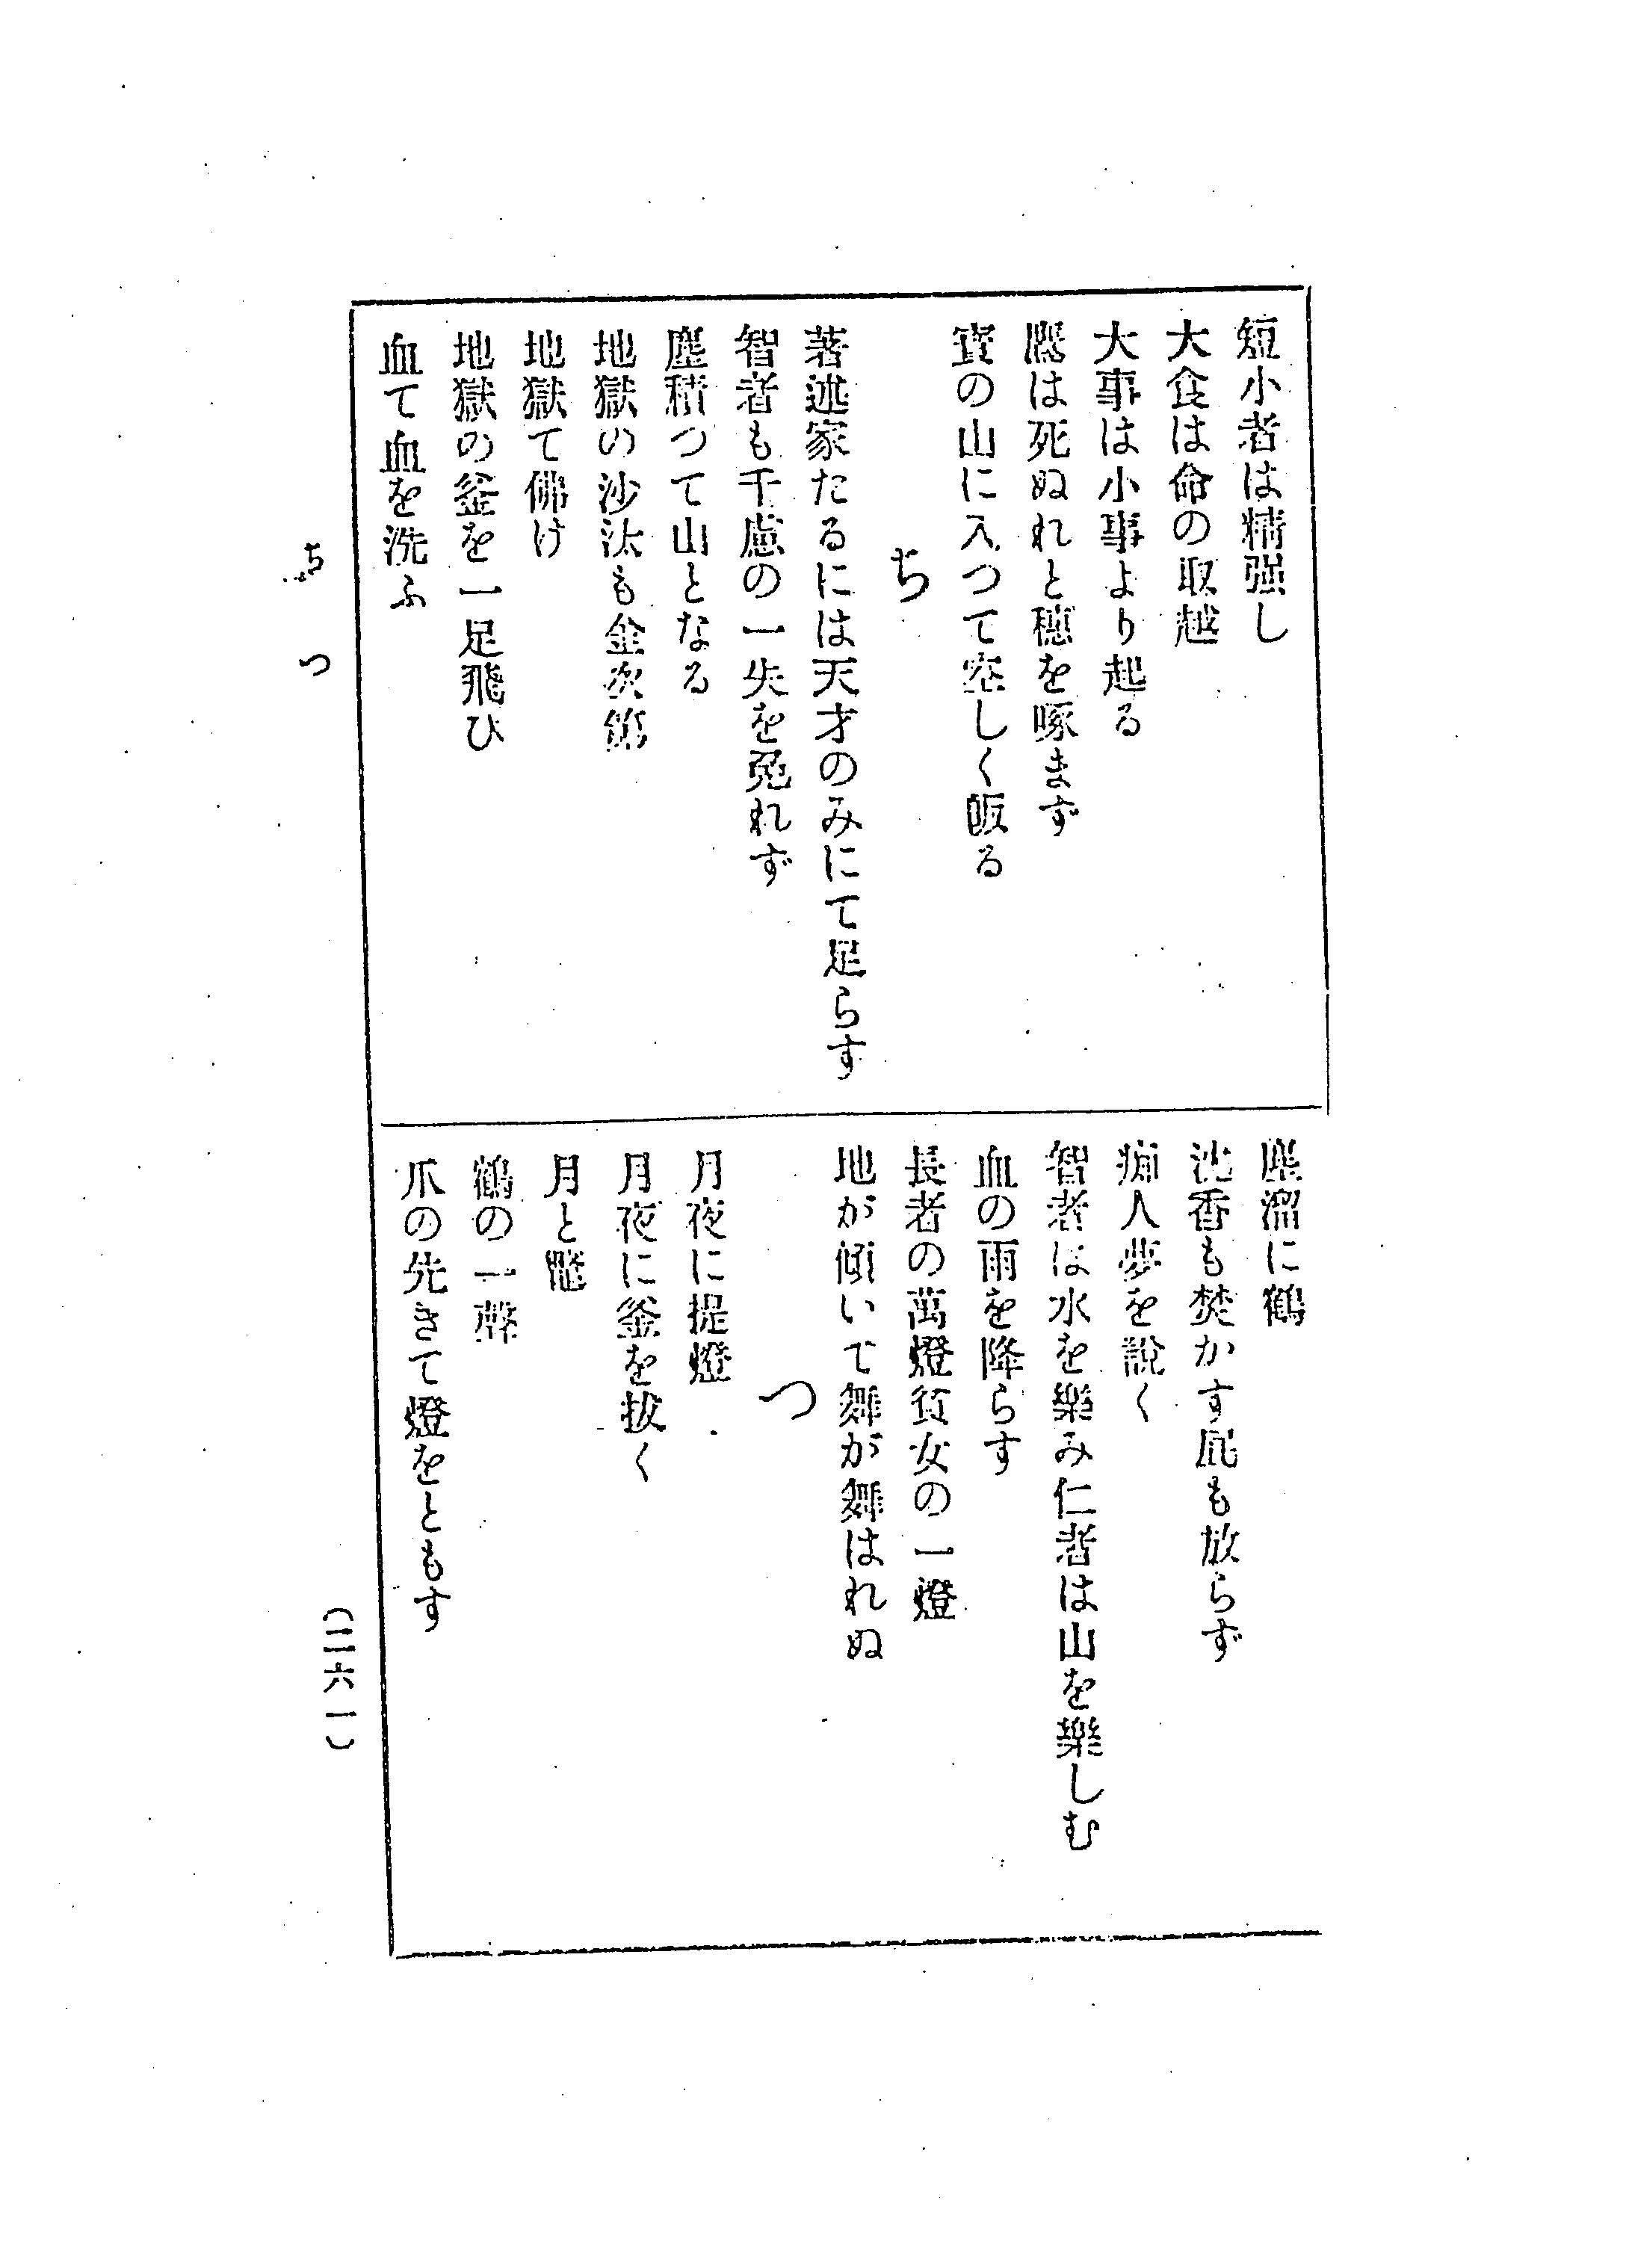 短小者は精强し
大食は命の取越
大事は小事より起る
鷹は死ぬれと穗を啄まず
寳の山に入つて空しく皈る
ち
著述家たるには天才のみにて足らす
智者も千慮の一失を免れず
塵積つて山となる
地獄の沙汰も金次第
地獄て佛け
地獄の釜を一足飛ひ
血て血を洗ふ
塵溜に鶴
沈香も焚かす屁も放らず
痴人夢を說く
智者は水を樂み仁者は山を樂しむ
血の雨を降らす
長者の萬燈貧女の一燈
地が傾いて舞が舞はれぬ
つ
月夜に提燈
月夜に釜を拔く
月と鼈
鶴の一聲
爪の先きて燈をともす
ち つ
(二六一)